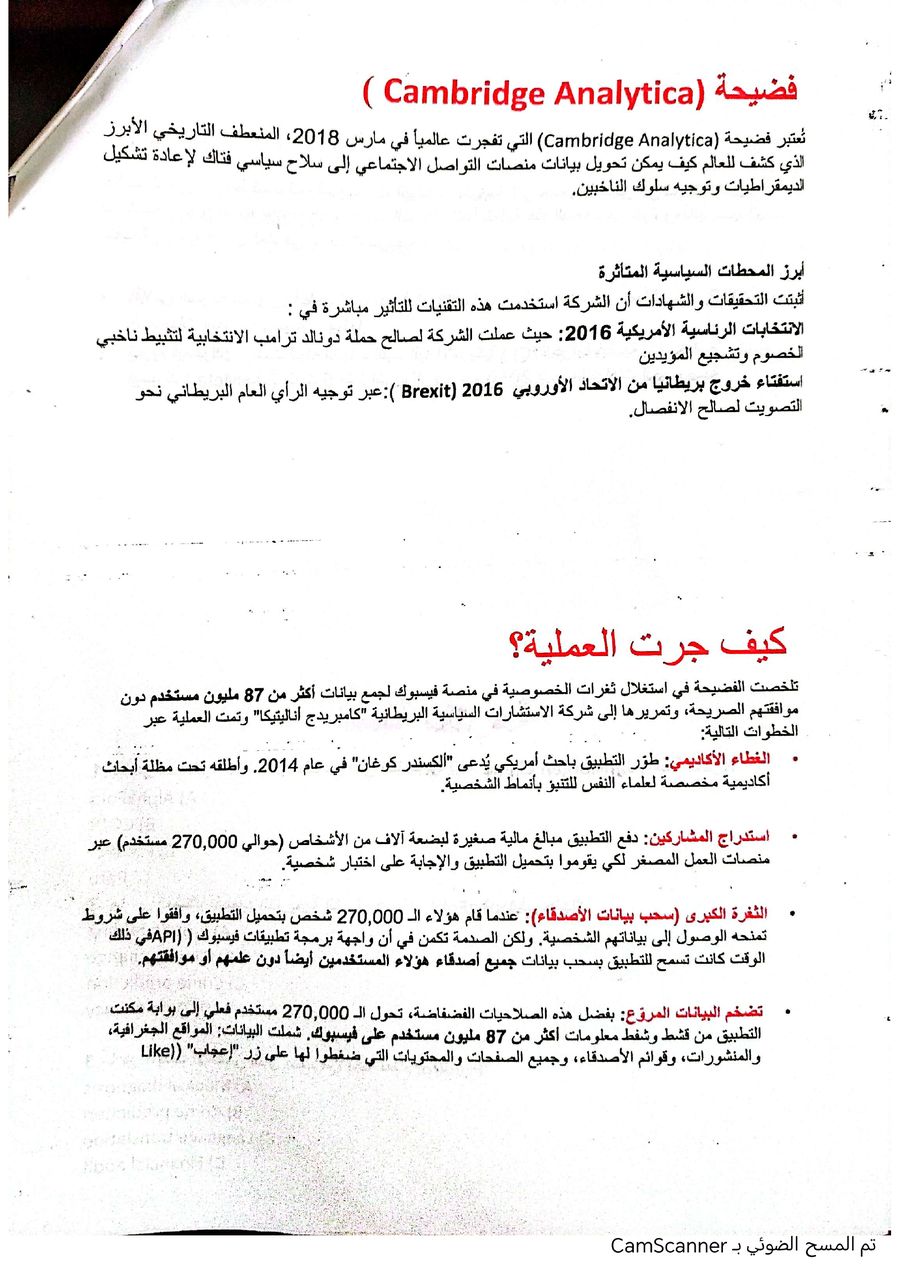 فضيحة (Cambridge Analytica )
تُعتبر فضيحة (Cambridge Analytica) التي تفجرت عالمياً في مارس 2018، المنعطف التاريخي الأبرز
الذي كشف للعالم كيف يمكن تحويل بيانات منصات التواصل الاجتماعي إلى سلاح سياسي فتاك لإعادة تشكيل
الديمقراطيات وتوجيه سلوك الناخبين.
أبرز المحطات السياسية المتأثرة
أثبتت التحقيقات والشهادات أن الشركة استخدمت هذه التقنيات للتأثير مباشرة في :
الانتخابات الرئاسية الأمريكية 2016: حيث عملت الشركة لصالح حملة دونالد ترامب الانتخابية لتثبيط ناخبي
الخصوم وتشجيع المؤيدين
استفتاء خروج بريطانيا من الاتحاد الأوروبي 2016 (Brexit ):عبر توجيه الرأي العام البريطاني نحو
التصويت لصالح الانفصال.
كيف جرت العملية؟
تلخصت الفضيحة في استغلال ثغرات الخصوصية في منصة فيسبوك لجمع بيانات أكثر من 87 مليون مستخدم دون
موافقتهم الصريحة، وتمريرها إلى شركة الاستشارات السياسية البريطانية "كامبريدج أناليتيكا" وتمت العملية عبر
الخطوات التالية:
• الغطاء الأكاديمي: طوّر التطبيق باحث أمريكي يُدعى "ألكسندر كوغان" في عام 2014. وأطلقه تحت مظلة أبحاث
أكاديمية مخصصة لعلماء النفس للتنبؤ بأنماط الشخصية.
• استدراج المشاركين: دفع التطبيق مبالغ مالية صغيرة لبضعة آلاف من الأشخاص (حوالي 270,000 مستخدم) عبر
منصات العمل المصغر لكي يقوموا بتحميل التطبيق والإجابة على اختبار شخصية.
• الثغرة الكبرى (سحب بيانات الأصدقاء): عندما قام هؤلاء الـ 270,000 شخص بتحميل التطبيق، وافقوا على شروط
تمنحه الوصول إلى بياناتهم الشخصية. ولكن الصدمة تكمن في أن واجهة برمجة تطبيقات فيسبوك ( (APIفي ذلك
الوقت كانت تسمح للتطبيق بسحب بيانات جميع أصدقاء هؤلاء المستخدمين أيضاً دون علمهم أو موافقتهم.
• تضخم البيانات المروّع: بفضل هذه الصلاحيات الفضفاضة، تحول الـ 270,000 مستخدم فعلي إلى بوابة مكنت
التطبيق من قشط وشفط معلومات أكثر من 87 مليون مستخدم على فيسبوك. شملت البيانات: المواقع الجغرافية،
والمنشورات، وقوائم الأصدقاء، وجميع الصفحات والمحتويات التي ضغطوا لها على زر "إعجاب" ((Like
تم المسح الضوئي بـ CamScanner